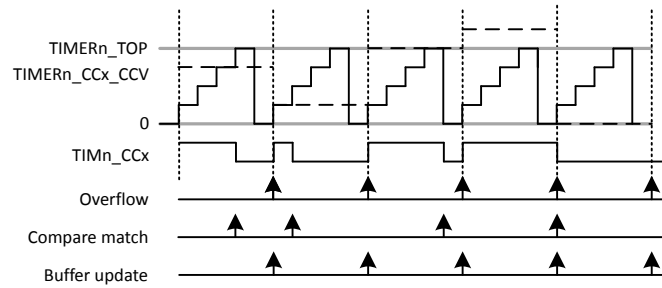 TIMERn_TOP
TIMERn_CCx_CCV
0
TIMn_CCx
Overflow
Compare match
Buffer update